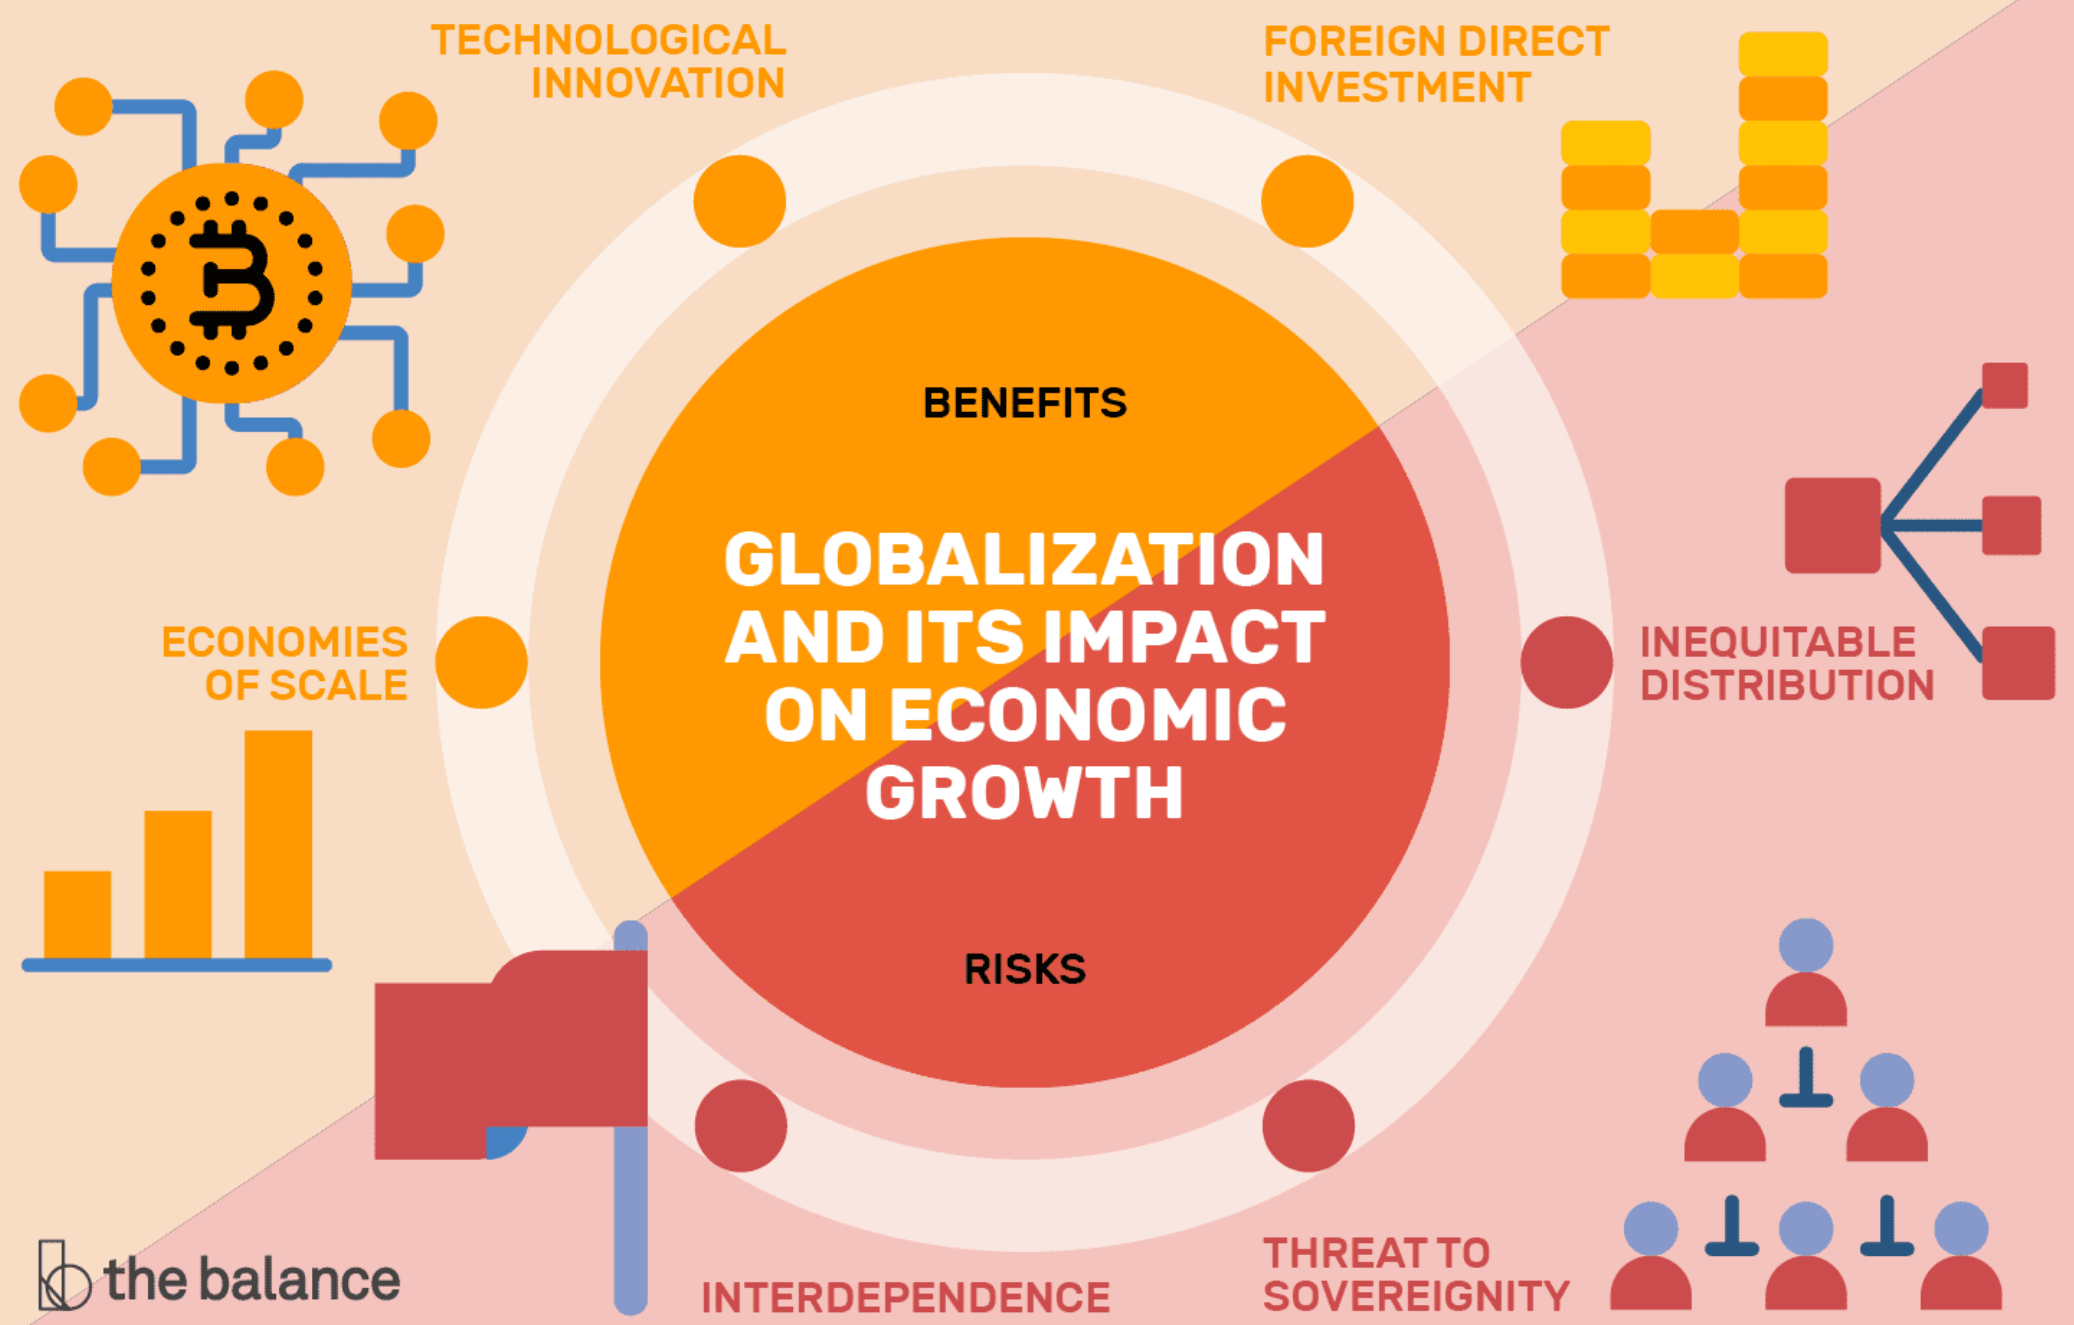 TECHNOLOGICAL
INNOVATION
FOREIGN DIRECT
INVESTMENT
BENEFITS
GLOBALIZATION
AND ITS IMPACT
ON ECONOMIC
GROWTH
ECONOMIES
OF SCALE
INEQUITABLE
DISTRIBUTION
RISKS
INTERDEPENDENCE
THREAT TO
SOVEREIGNITY
the balance